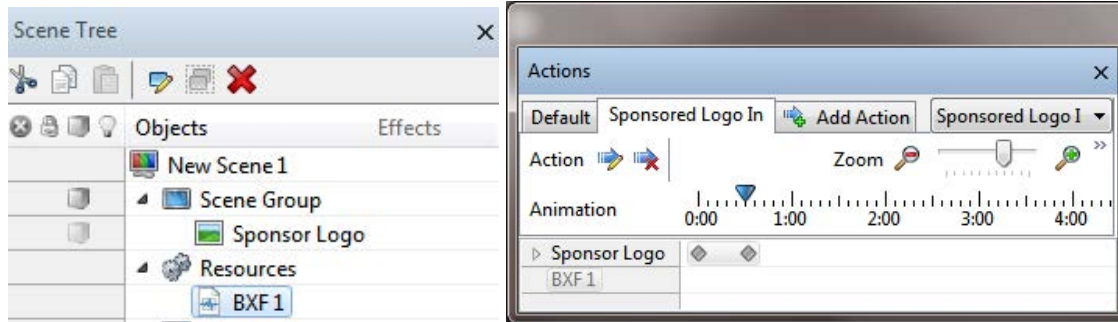 Scene Tree
Objects Effects
New Scene 1
Scene Group
Sponsor Logo
Resources
BXF 1
Actions
Default Sponsored Logo In Add Action Sponsored Logo I
Action Zoom
Animation 0:00 1:00 2:00 3:00 4:00
Sponsor Logo
BXF 1